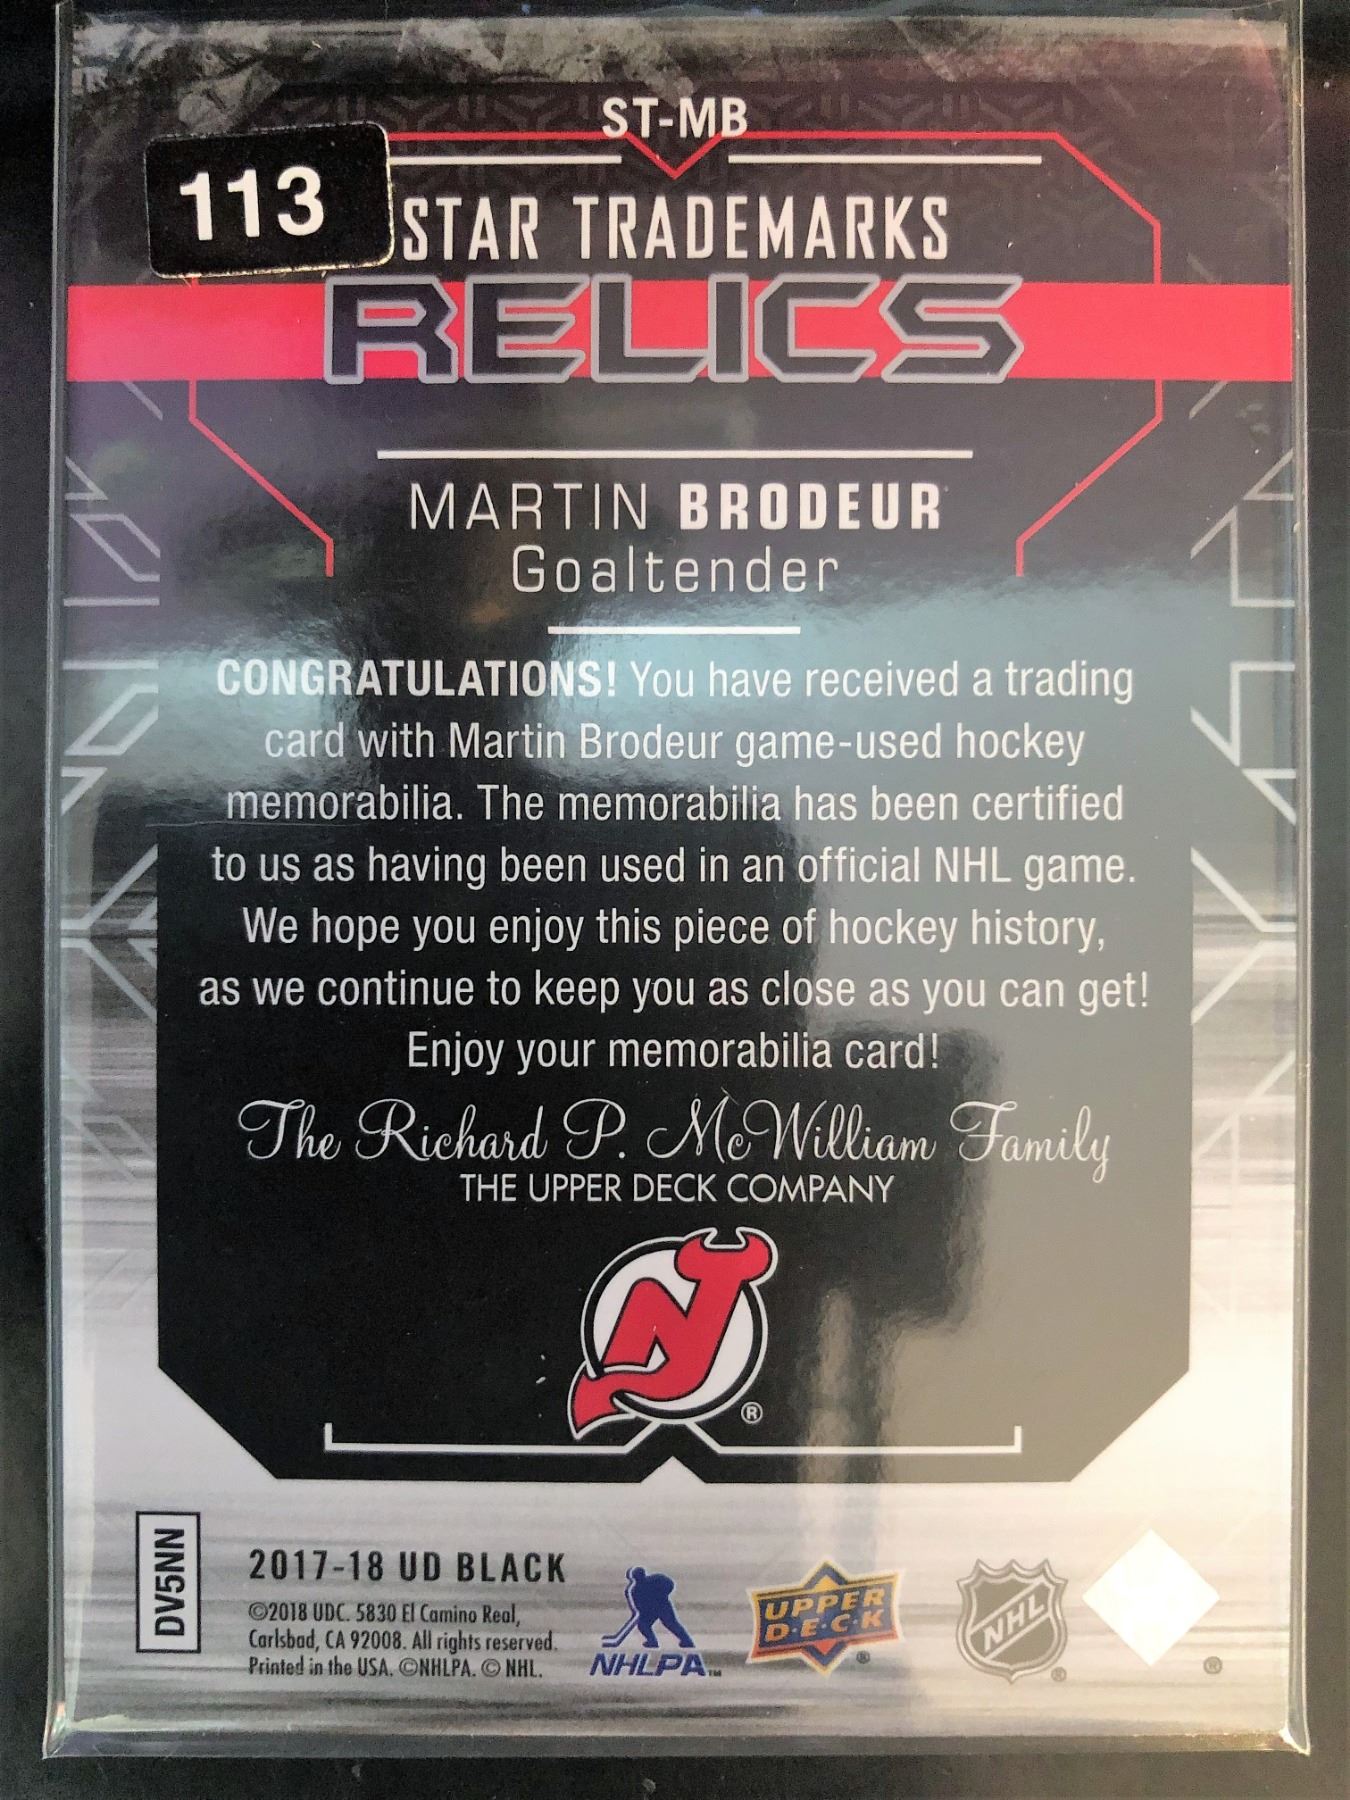 ST-MB
113
STAR TRADEMARKS
RELICS
MARTIN BRODEUR
Goaltender
CONGRATULATIONS! You have received a trading
card with Martin Brodeur game-used hockey
memorabilia. The memorabilia has been certified
to us as having been used in an official NHL game.
We hope you enjoy this piece of hockey history,
as we continue to keep you as close as you can get!
Enjoy your memorabilia card!
The Richard P. McWilliam Family
THE UPPER DECK COMPANY
®
DV5NN
2017-18 UD BLACK
©2018 UDC. 5830 El Camino Real,
Carlsbad, CA 92008. All rights reserved.
Printed in the USA. ©NHLPA. © NHL.
NHLPA™
UPPER
D·E·C·K ®
NHL ®
®